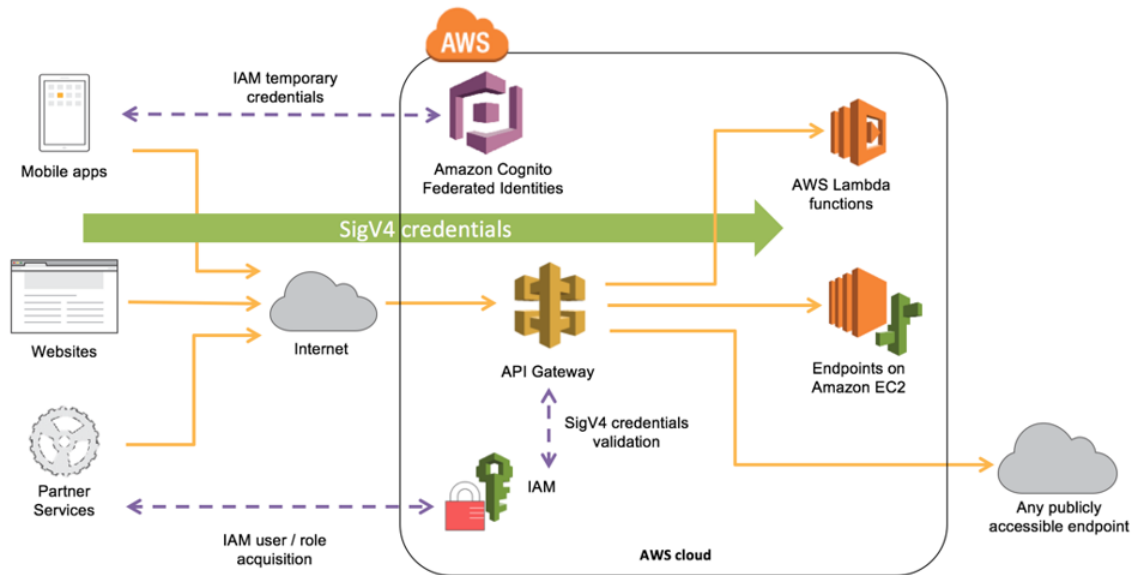 AWS
IAM temporary
credentials
Mobile apps
Amazon Cognito
Federated Identities
AWS Lambda
functions
SigV4 credentials
Websites
Internet
API Gateway
Endpoints on
Amazon EC2
SigV4 credentials
validation
Partner
Services
IAM
IAM user / role
acquisition
AWS cloud
Any publicly
accessible endpoint